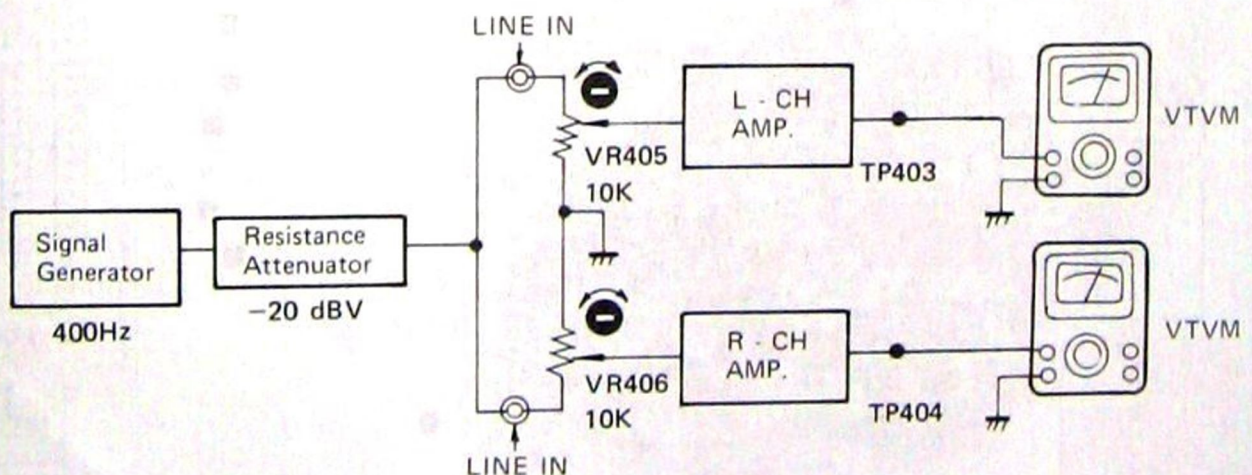 LINE IN
L - CH
AMP.
VTVM
VR405
10K
TP403
Signal
Generator
400Hz
Resistance
Attenuator
−20 dBV
VTVM
R - CH
AMP.
VR406
10K
TP404
LINE IN